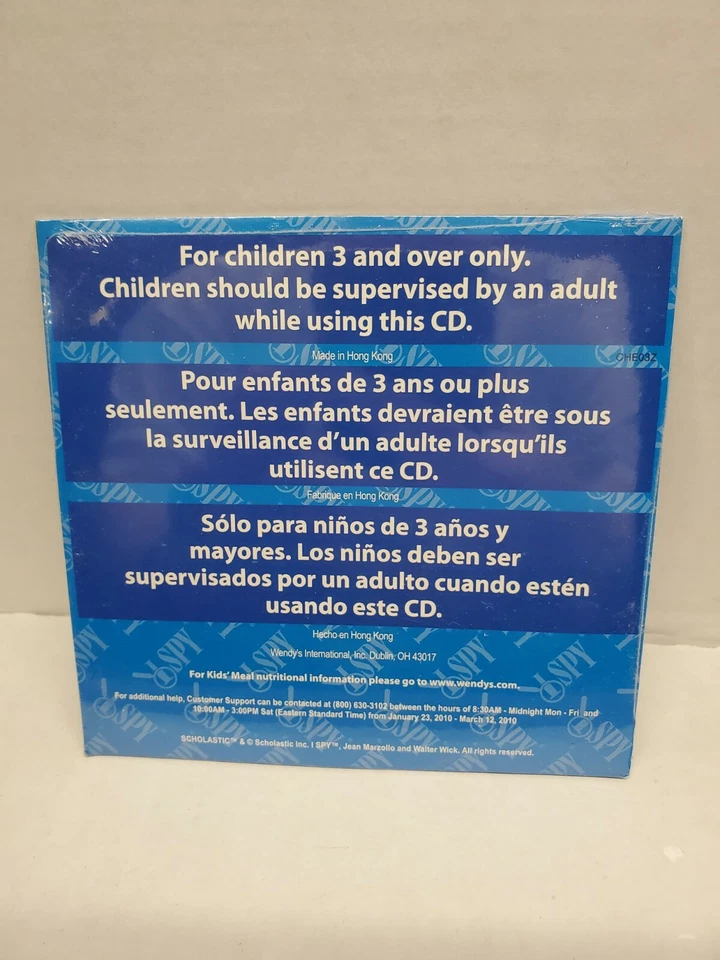 For children 3 and over only.
Children should be supervised by an adult
while using this CD.
Made in Hong Kong
CHE03Z
Pour enfants de 3 ans ou plus
seulement. Les enfants devraient être sous
la surveillance d'un adulte lorsqu'ils
utilisent ce CD.
Fabrique en Hong Kong
Sólo para niños de 3 años y
mayores. Los niños deben ser
supervisados por un adulto cuando estén
usando este CD.
Hecho en Hong Kong
Wendy's International, Inc. Dublin, OH 43017
For Kids' Meal nutritional information please go to www.wendys.com.
For additional help, Customer Support can be contacted at (800) 630-3102 between the hours of 8:30AM - Midnight Mon - Fri and
10:00AM - 3:00PM Sat (Eastern Standard Time) from January 23, 2010 - March 12, 2010
SCHOLASTIC™ & © Scholastic Inc. I SPY™, Jean Marzollo and Walter Wick. All rights reserved.